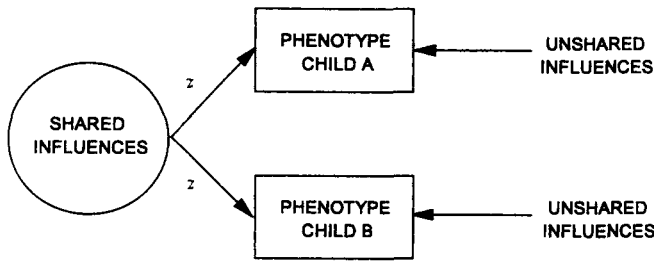 PHENOTYPE
CHILD A
UNSHARED
INFLUENCES
z
SHARED
INFLUENCES
z
PHENOTYPE
CHILD B
UNSHARED
INFLUENCES